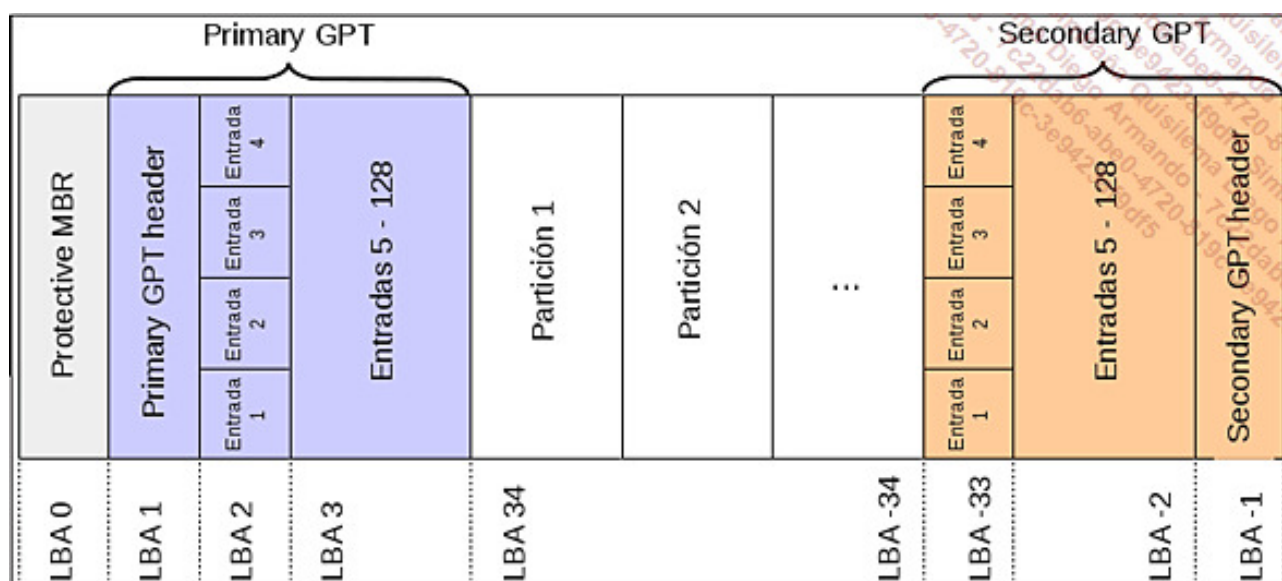 Primary GPT
Secondary GPT
Protective MBR
Primary GPT header
Entrada 4
Entrada 3
Entrada 2
Entrada 1
Entradas 5 - 128
Partición 1
Partición 2
...
Entrada 4
Entrada 3
Entrada 2
Entrada 1
Entradas 5 - 128
Secondary GPT header
LBA 0
LBA 1
LBA 2
LBA 3
LBA 34
LBA -34
LBA -33
LBA -2
LBA -1